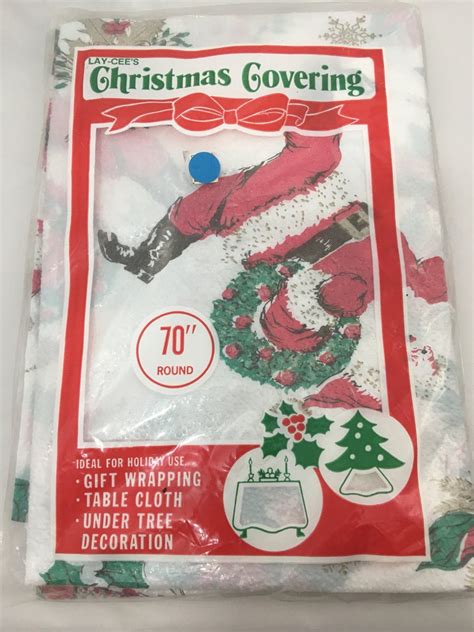 LAY-CEE'S
Christmas Covering
70"
ROUND
IDEAL FOR HOLIDAY USE
· GIFT WRAPPING
· TABLE CLOTH
· UNDER TREE
DECORATION